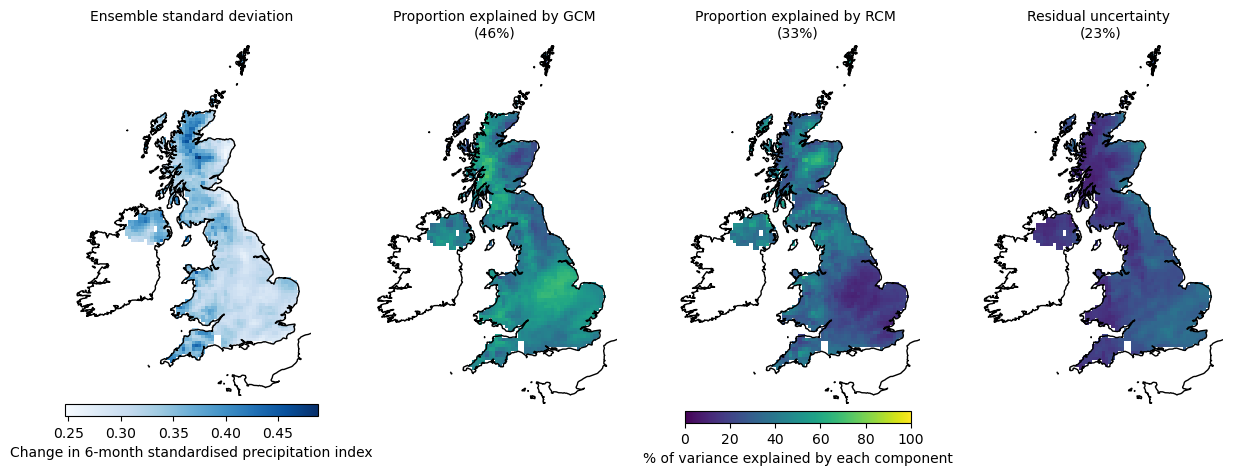 Ensemble standard deviation
Proportion explained by GCM
(46%)
Proportion explained by RCM
(33%)
Residual uncertainty
(23%)
0.25 0.30 0.35 0.40 0.45
Change in 6-month standardised precipitation index
0 20 40 60 80 100
% of variance explained by each component